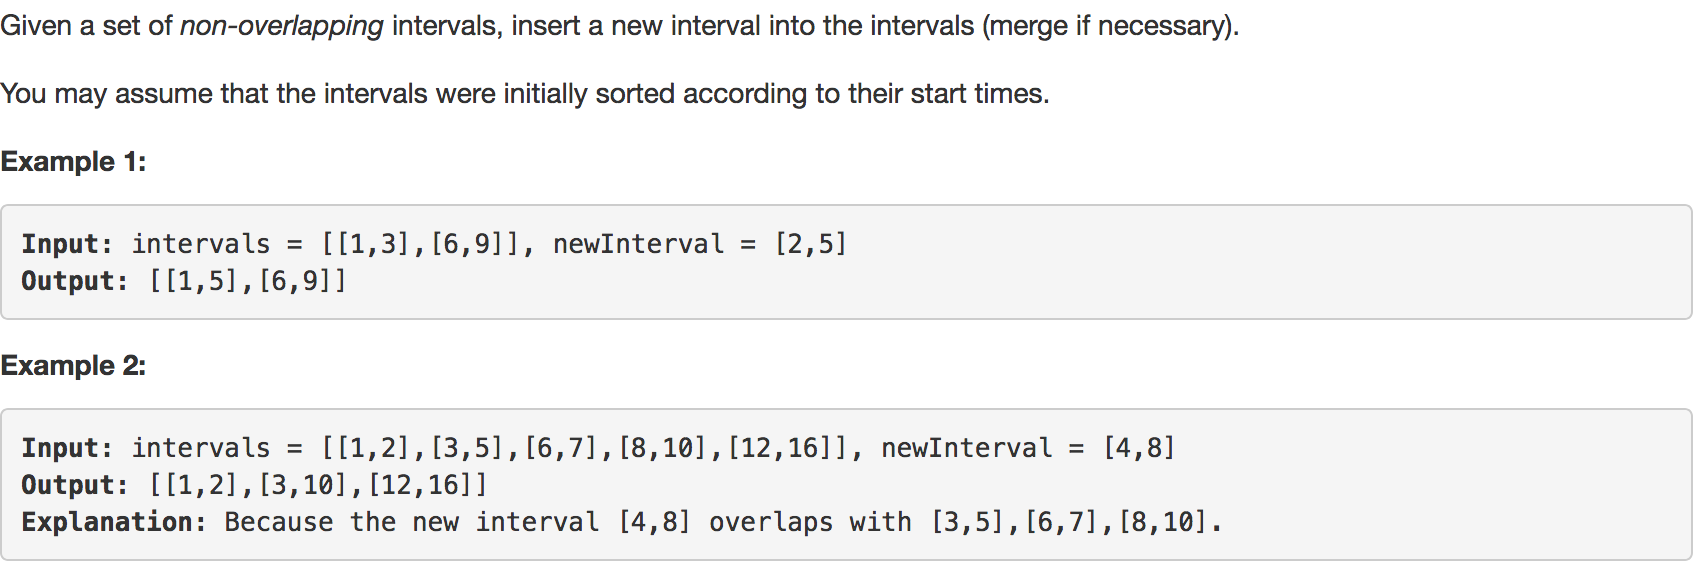 Given a set of non-overlapping intervals, insert a new interval into the intervals (merge if necessary).
You may assume that the intervals were initially sorted according to their start times.
Example 1:
Input: intervals = [[1,3],[6,9]], newInterval = [2,5]
Output: [[1,5],[6,9]]
Example 2:
Input: intervals = [[1,2],[3,5],[6,7],[8,10],[12,16]], newInterval = [4,8]
Output: [[1,2],[3,10],[12,16]]
Explanation: Because the new interval [4,8] overlaps with [3,5],[6,7],[8,10].